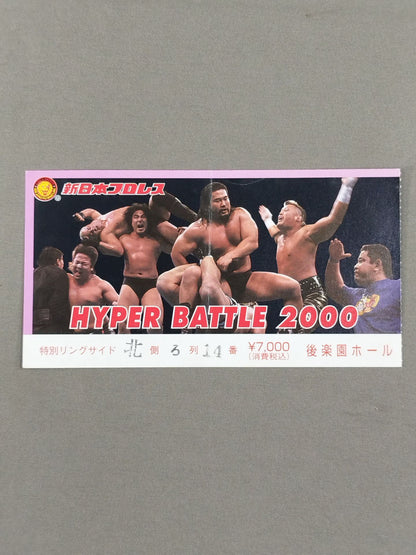 新日本プロレス
HYPER BATTLE 2000
特別リングサイド 北 側 ろ 列 14 番 ¥7,000 (消費税込) 後楽園ホール